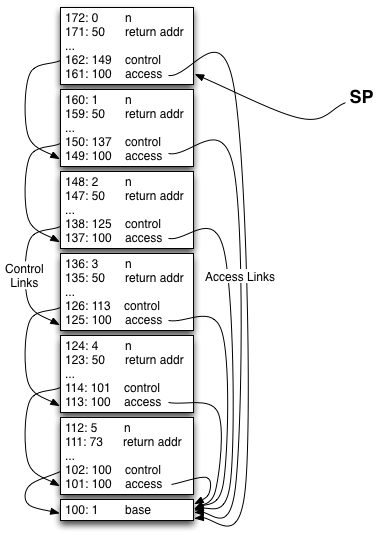 172: 0 n
171: 50 return addr
...
162: 149 control
161: 100 access
SP
160: 1 n
159: 50 return addr
...
150: 137 control
149: 100 access
148: 2 n
147: 50 return addr
...
138: 125 control
137: 100 access
Control
Links
Access Links
136: 3 n
135: 50 return addr
...
126: 113 control
125: 100 access
124: 4 n
123: 50 return addr
...
114: 101 control
113: 100 access
112: 5 n
111: 73 return addr
...
102: 100 control
101: 100 access
100: 1 base